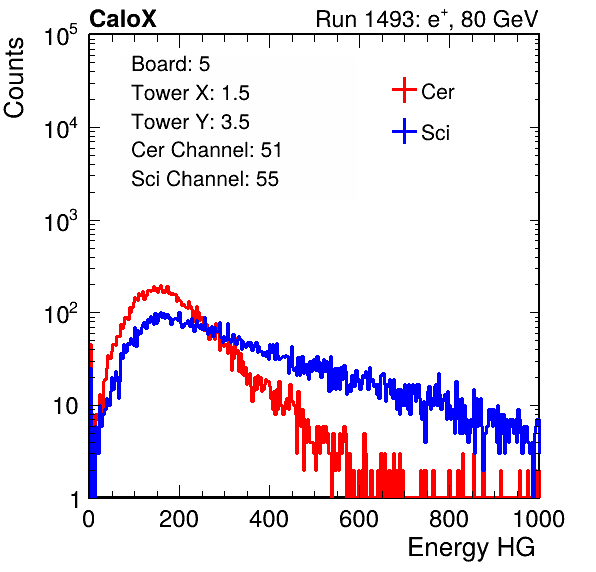 CaloX Run 1493: e⁺, 80 GeV
Counts
10⁵
10⁴
10³
10²
10
1
Board: 5
Tower X: 1.5
Tower Y: 3.5
Cer Channel: 51
Sci Channel: 55
Cer
Sci
0 200 400 600 800 1000
Energy HG